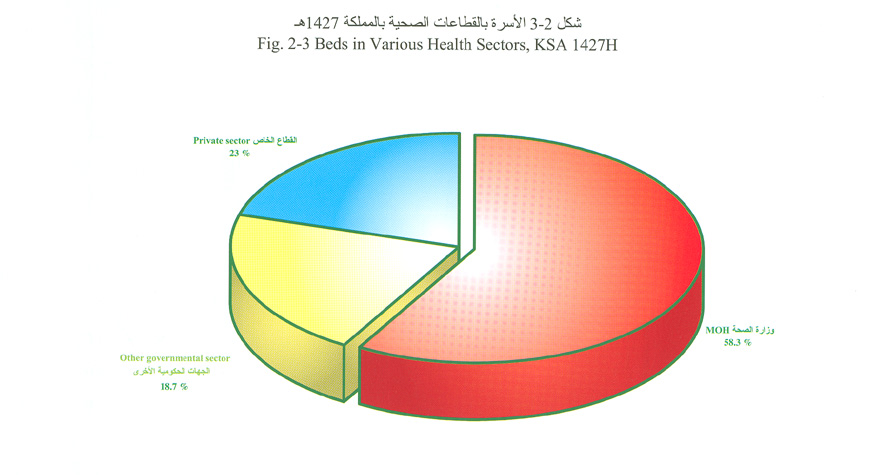 شكل 2-3 الأسرة بالقطاعات الصحية بالمملكة 1427هـ
Fig. 2-3 Beds in Various Health Sectors, KSA 1427H
Private sector القطاع الخاص
23 %
MOH وزارة الصحة
58.3 %
Other governmental sector
الجهات لحكومية الأخرى
18.7 %